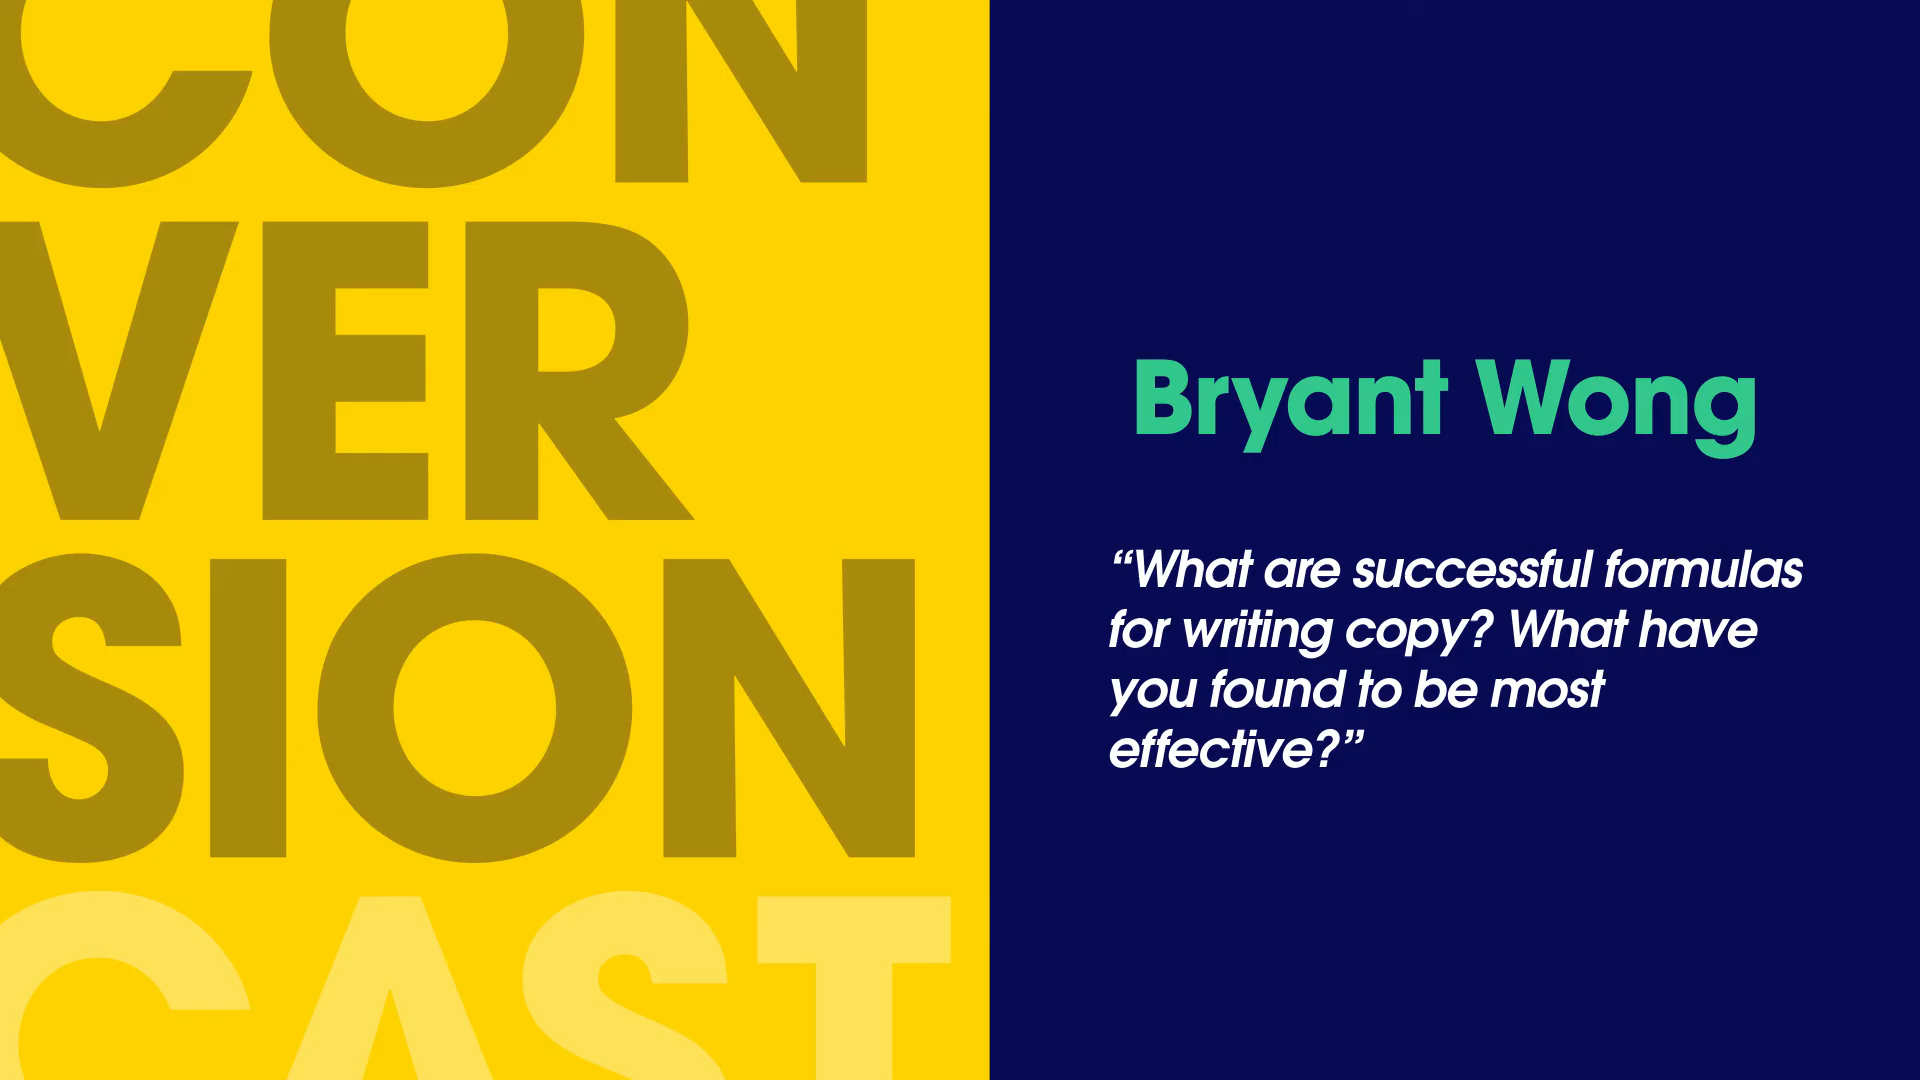 CON
VER
SION
CAST
Bryant Wong
“What are successful formulas
for writing copy? What have
you found to be most
effective?”